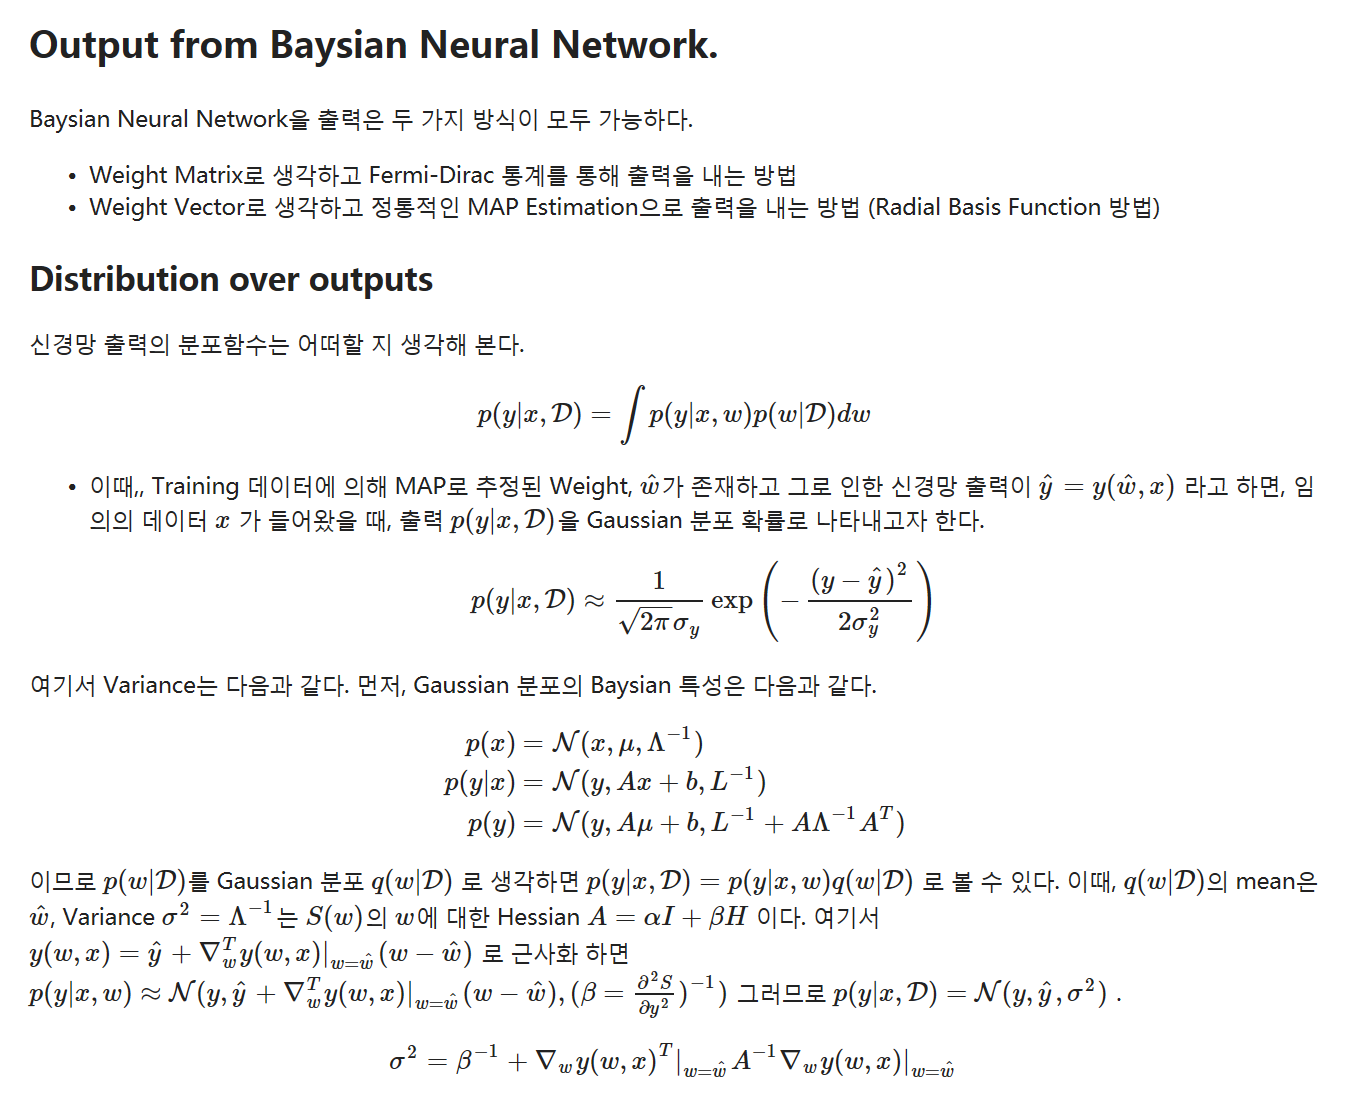 Output from Baysian Neural Network.
Baysian Neural Network을 출력은 두 가지 방식이 모두 가능하다.
• Weight Matrix로 생각하고 Fermi-Dirac 통계를 통해 출력을 내는 방법
• Weight Vector로 생각하고 정통적인 MAP Estimation으로 출력을 내는 방법 (Radial Basis Function 방법)
Distribution over outputs
신경망 출력의 분포함수는 어떠할 지 생각해 본다.
$p(y|x, \mathcal{D}) = \int p(y|x, w)p(w|\mathcal{D})dw$
• 이때,, Training 데이터에 의해 MAP로 추정된 Weight, $\hat{w}$가 존재하고 그로 인한 신경망 출력이 $\hat{y} = y(\hat{w}, x)$ 라고 하면, 임
의의 데이터 $x$ 가 들어왔을 때, 출력 $p(y|x, \mathcal{D})$을 Gaussian 분포 확률로 나타내고자 한다.
$p(y|x, \mathcal{D}) \approx \frac{1}{\sqrt{2\pi}\sigma_y} \exp\left(-\frac{(y - \hat{y})^2}{2\sigma_y^2}\right)$
여기서 Variance는 다음과 같다. 먼저, Gaussian 분포의 Baysian 특성은 다음과 같다.
$p(x) = \mathcal{N}(x, \mu, \Lambda^{-1})$
$p(y|x) = \mathcal{N}(y, Ax + b, L^{-1})$
$p(y) = \mathcal{N}(y, A\mu + b, L^{-1} + A\Lambda^{-1}A^T)$
이므로 $p(w|\mathcal{D})$를 Gaussian 분포 $q(w|\mathcal{D})$ 로 생각하면 $p(y|x, \mathcal{D}) = p(y|x, w)q(w|\mathcal{D})$ 로 볼 수 있다. 이때, $q(w|\mathcal{D})$의 mean은
$\hat{w}$, Variance $\sigma^2 = \Lambda^{-1}$는 $S(w)$의 $w$에 대한 Hessian $A = \alpha I + \beta H$ 이다. 여기서
$y(w, x) = \hat{y} + \nabla_w^T y(w, x)|_{w=\hat{w}}(w - \hat{w})$ 로 근사화 하면
$p(y|x, w) \approx \mathcal{N}(y, \hat{y} + \nabla_w^T y(w, x)|_{w=\hat{w}}(w - \hat{w}), (\beta = \frac{\partial^2 S}{\partial y^2})^{-1})$ 그러므로 $p(y|x, \mathcal{D}) = \mathcal{N}(y, \hat{y}, \sigma^2)$ .
$\sigma^2 = \beta^{-1} + \nabla_w y(w, x)^T|_{w=\hat{w}} A^{-1} \nabla_w y(w, x)|_{w=\hat{w}}$